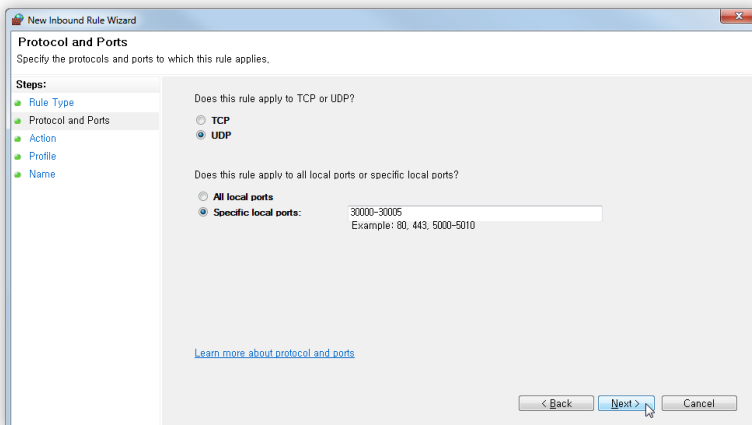 New Inbound Rule Wizard
Protocol and Ports
Specify the protocols and ports to which this rule applies.
Steps:
Rule Type
Protocol and Ports
Action
Profile
Name
Does this rule apply to TCP or UDP?
TCP
UDP
Does this rule apply to all local ports or specific local ports?
All local ports
Specific local ports:
30000-30005
Example: 80, 443, 5000-5010
Learn more about protocol and ports
< Back
Next >
Cancel